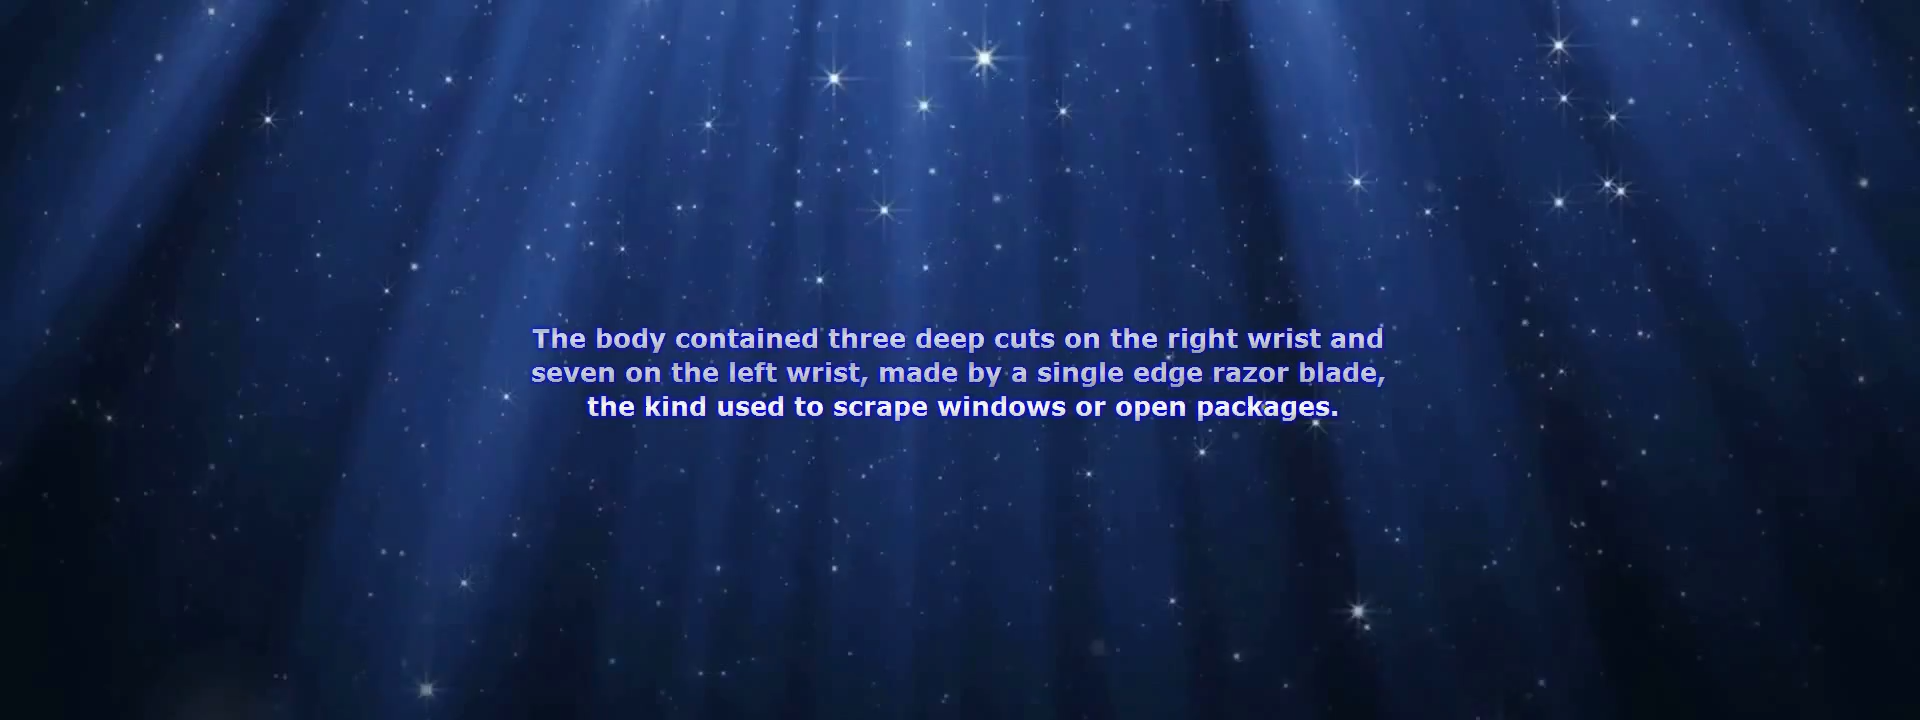 The body contained three deep cuts on the right wrist and
seven on the left wrist, made by a single edge razor blade,
the kind used to scrape windows or open packages.